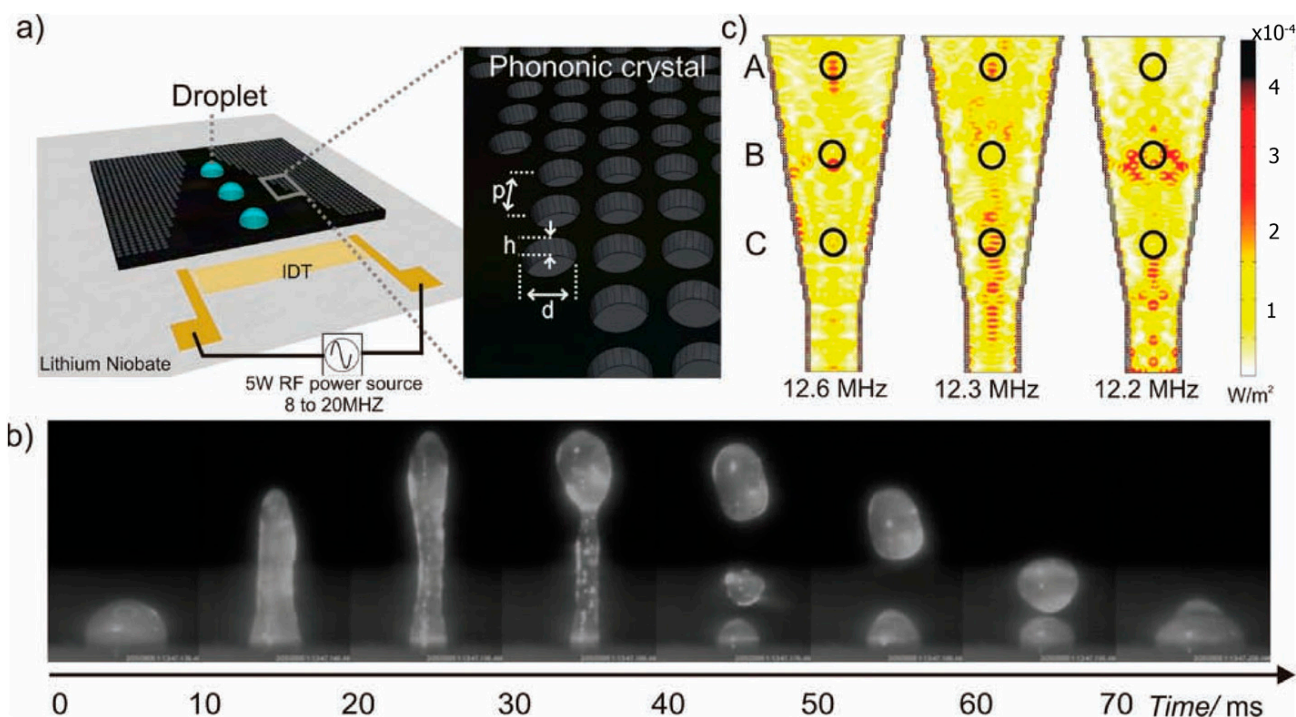 a)
Droplet
IDT
Lithium Niobate
5W RF power source
8 to 20MHZ
Phononic crystal
p
h
d
c)
A
B
C
12.6 MHz
12.3 MHz
12.2 MHz
x10⁻⁴
4
3
2
1
W/m²
b)
0 10 20 30 40 50 60 70 Time/ ms